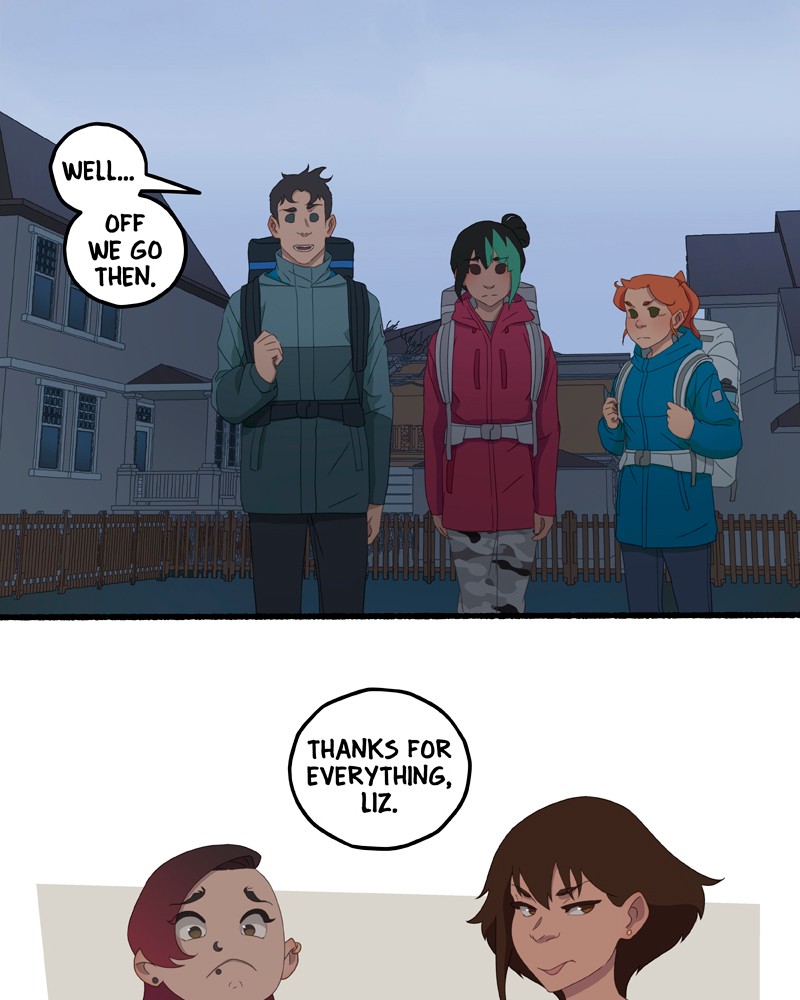 WELL...
OFF
WE GO
THEN.
THANKS FOR
EVERYTHING,
LIZ.